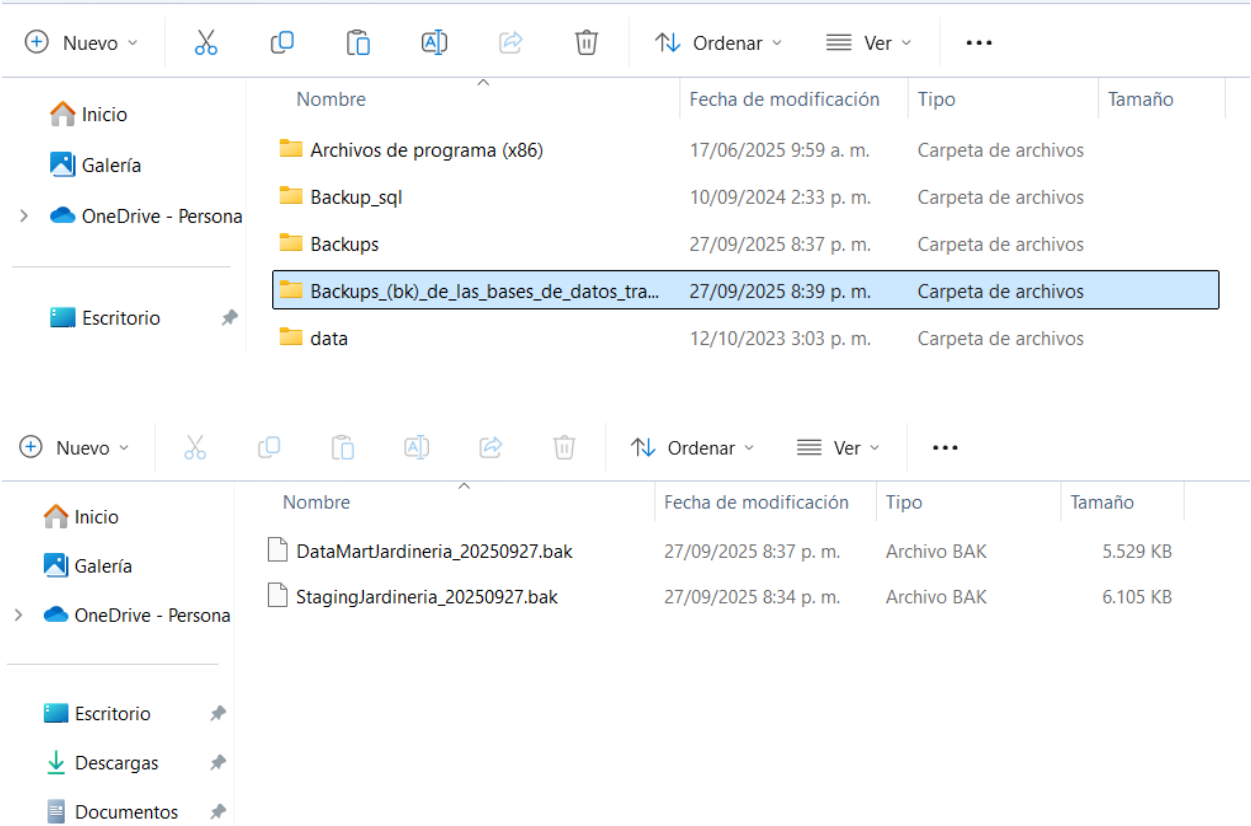 Nuevo Ordenar Ver ...
Nombre Fecha de modificación Tipo Tamaño
Inicio
Galería
OneDrive - Persona
Escritorio
Archivos de programa (x86) 17/06/2025 9:59 a. m. Carpeta de archivos
Backup_sql 10/09/2024 2:33 p. m. Carpeta de archivos
Backups 27/09/2025 8:37 p. m. Carpeta de archivos
Backups_(bk)_de_las_bases_de_datos_tra... 27/09/2025 8:39 p. m. Carpeta de archivos
data 12/10/2023 3:03 p. m. Carpeta de archivos
Nuevo Ordenar Ver ...
Nombre Fecha de modificación Tipo Tamaño
Inicio
Galería
OneDrive - Persona
Escritorio
Descargas
Documentos
DataMartJardineria_20250927.bak 27/09/2025 8:37 p. m. Archivo BAK 5.529 KB
StagingJardineria_20250927.bak 27/09/2025 8:34 p. m. Archivo BAK 6.105 KB